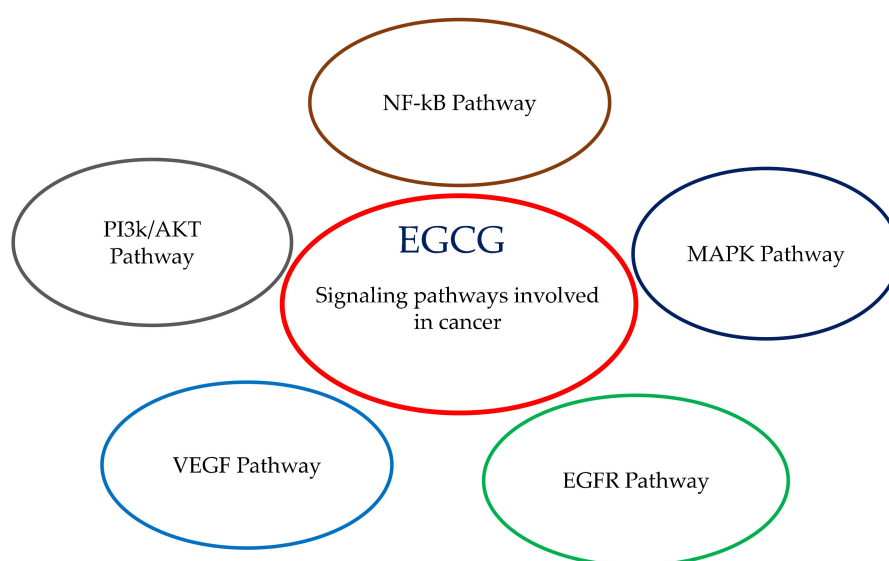 NF-kB Pathway
PI3k/AKT
Pathway
EGCG
Signaling pathways involved
in cancer
MAPK Pathway
VEGF Pathway
EGFR Pathway